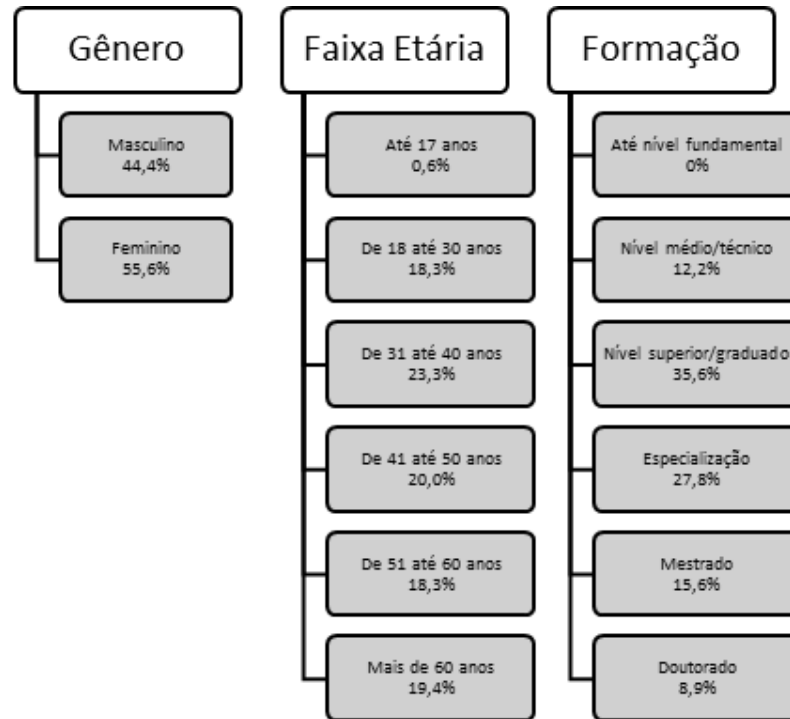 Gênero
Masculino
44,4%
Feminino
55,6%
Faixa Etária
Até 17 anos
0,6%
De 18 até 30 anos
18,3%
De 31 até 40 anos
23,3%
De 41 até 50 anos
20,0%
De 51 até 60 anos
18,3%
Mais de 60 anos
19,4%
Formação
Até nível fundamental
0%
Nível médio/técnico
12,2%
Nível superior/graduado
35,6%
Especialização
27,8%
Mestrado
15,6%
Doutorado
8,9%